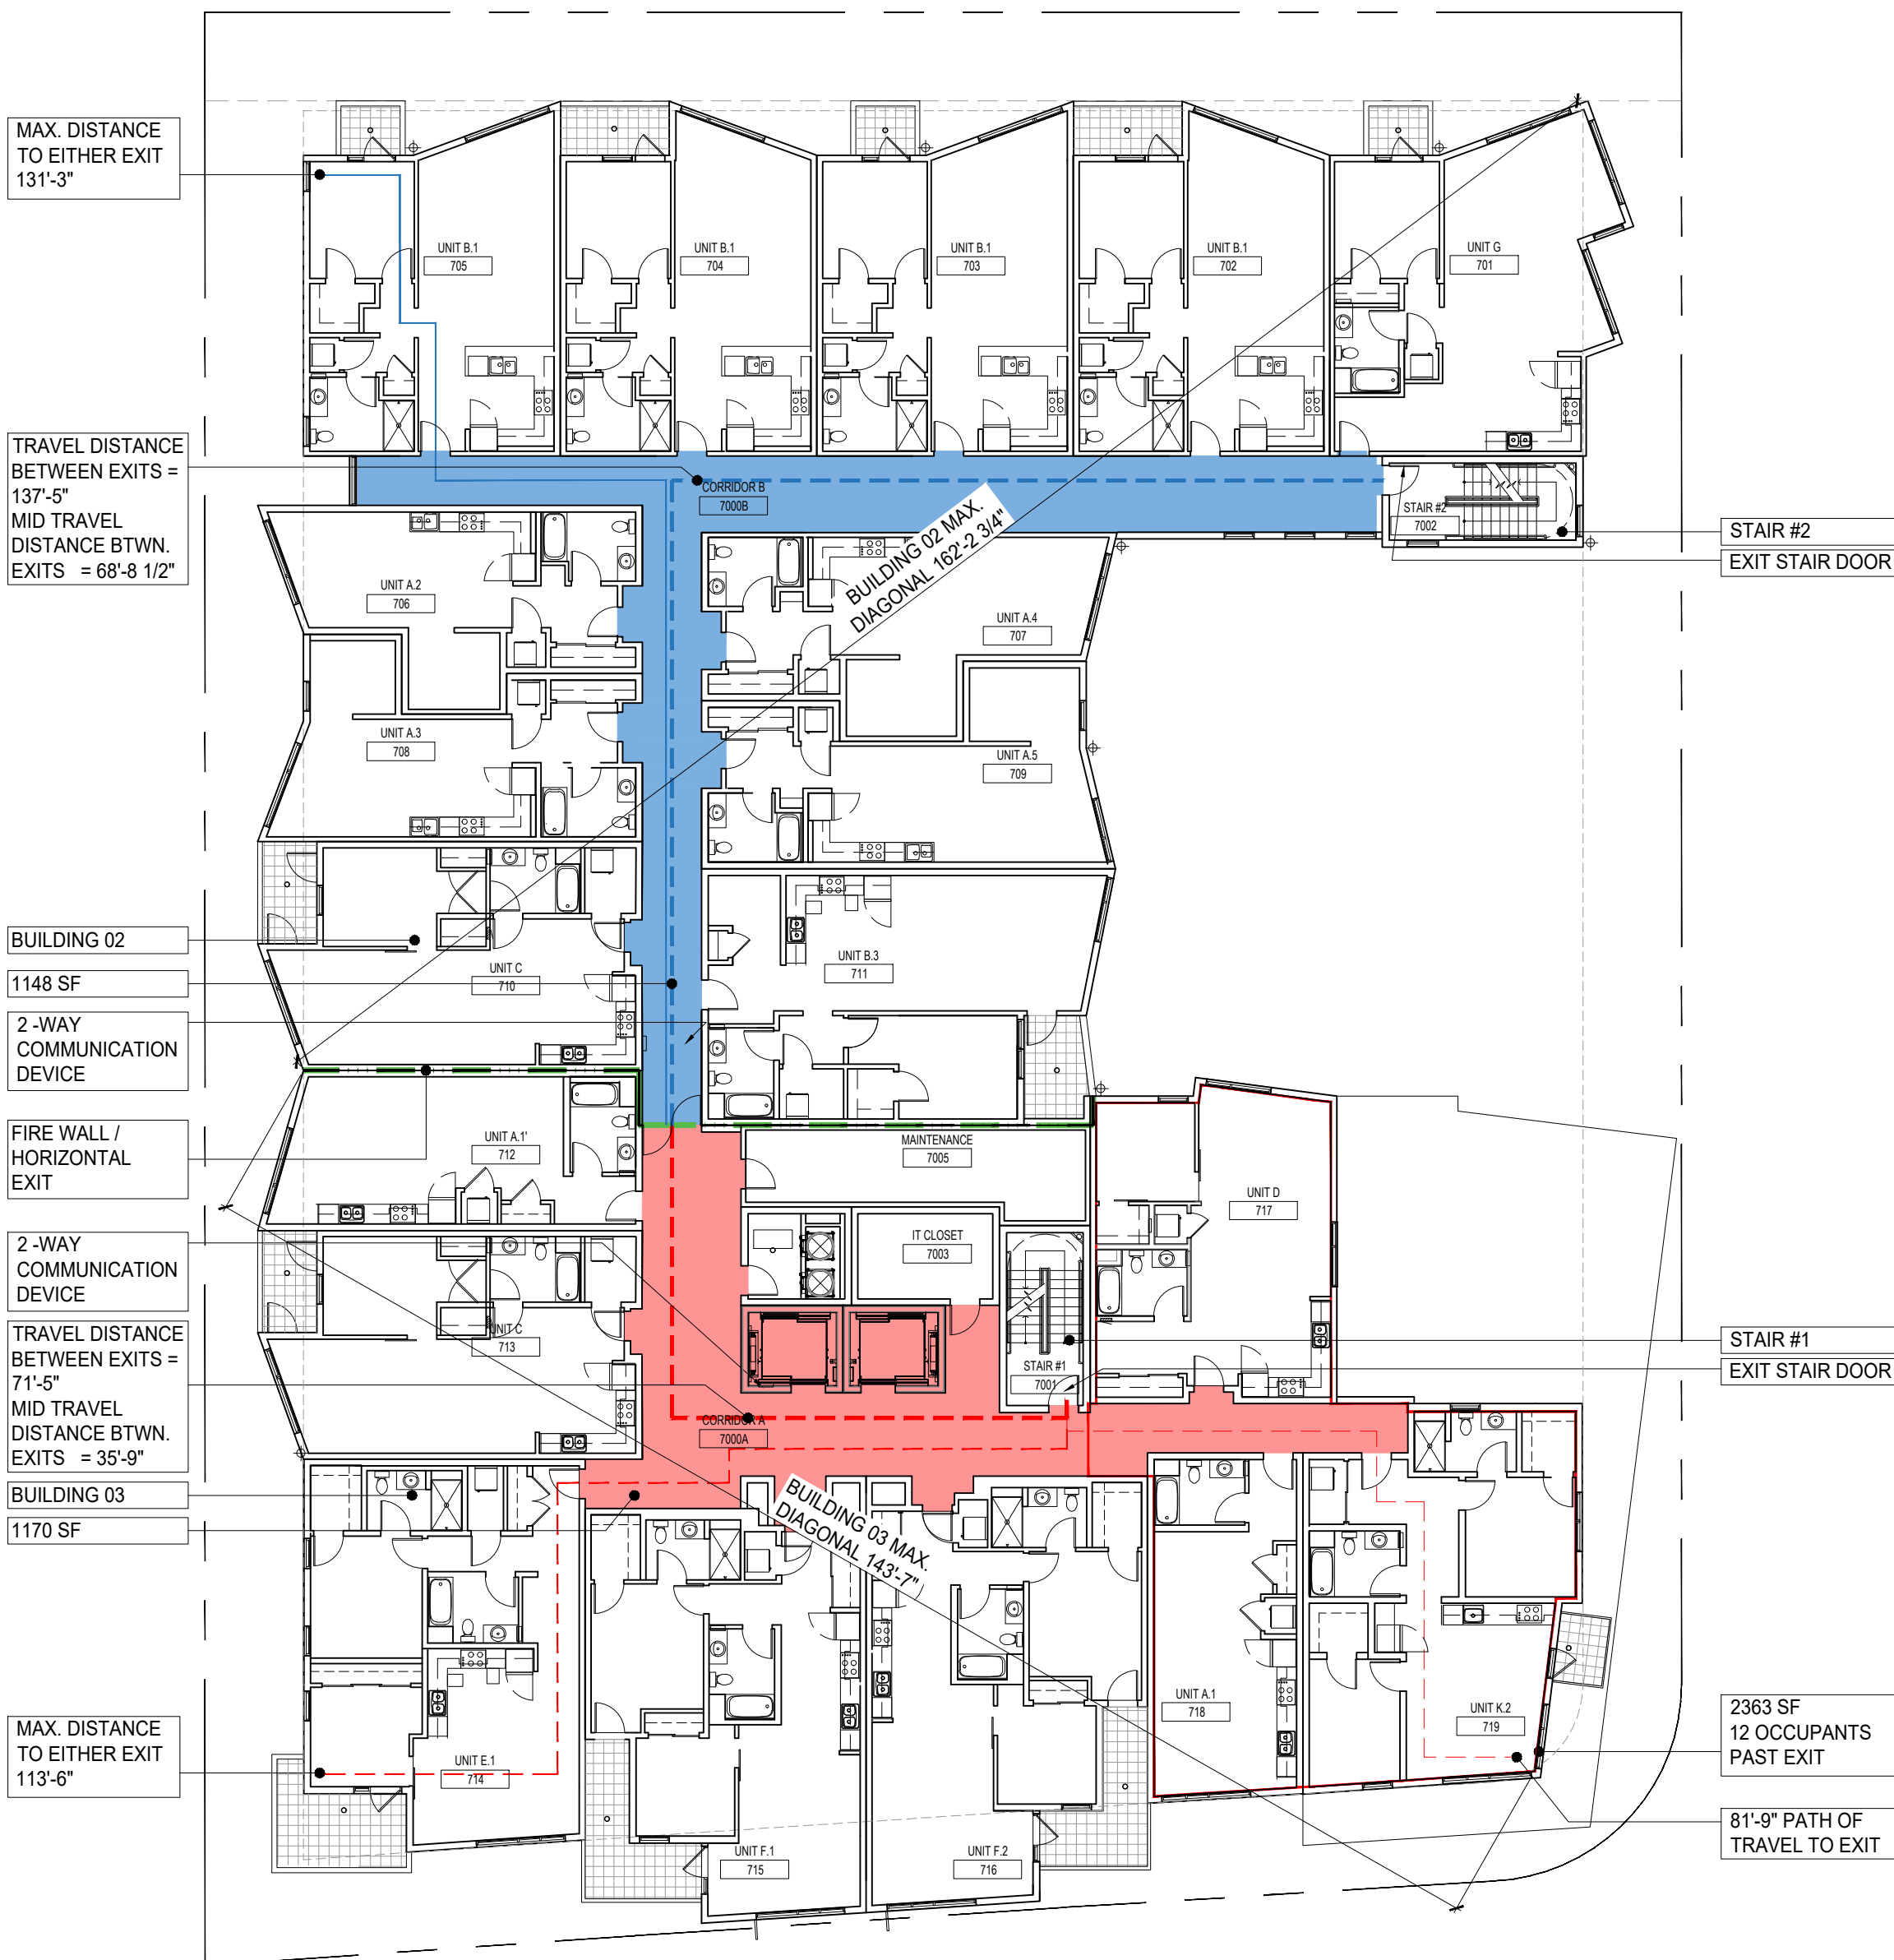 MAX. DISTANCE
TO EITHER EXIT
131'-3"
UNIT B.1
705
UNIT B.1
704
UNIT B.1
703
UNIT B.1
702
UNIT G
701
TRAVEL DISTANCE
BETWEEN EXITS =
137'-5"
MID TRAVEL
DISTANCE BTWN.
EXITS = 68'-8 1/2"
CORRIDOR B
7000B
STAIR #2
7002
STAIR #2
EXIT STAIR DOOR
BUILDING 02 MAX.
DIAGONAL 162'-2 3/4"
UNIT A.2
706
UNIT A.4
707
UNIT A.3
708
UNIT A.5
709
BUILDING 02
1148 SF
2 -WAY
COMMUNICATION
DEVICE
UNIT C
710
UNIT B.3
711
FIRE WALL /
HORIZONTAL
EXIT
UNIT A.1'
712
MAINTENANCE
7005
UNIT D
717
IT CLOSET
7003
2 -WAY
COMMUNICATION
DEVICE
UNIT C
713
STAIR #1
7001
STAIR #1
EXIT STAIR DOOR
TRAVEL DISTANCE
BETWEEN EXITS =
71'-5"
MID TRAVEL
DISTANCE BTWN.
EXITS = 35'-9"
CORRIDOR A
7000A
BUILDING 03
1170 SF
BUILDING 03 MAX.
DIAGONAL 143'-7"
MAX. DISTANCE
TO EITHER EXIT
113'-6"
UNIT E.1
714
UNIT F.1
715
UNIT F.2
716
UNIT A.1
718
UNIT K.2
719
2363 SF
12 OCCUPANTS
PAST EXIT
81'-9" PATH OF
TRAVEL TO EXIT